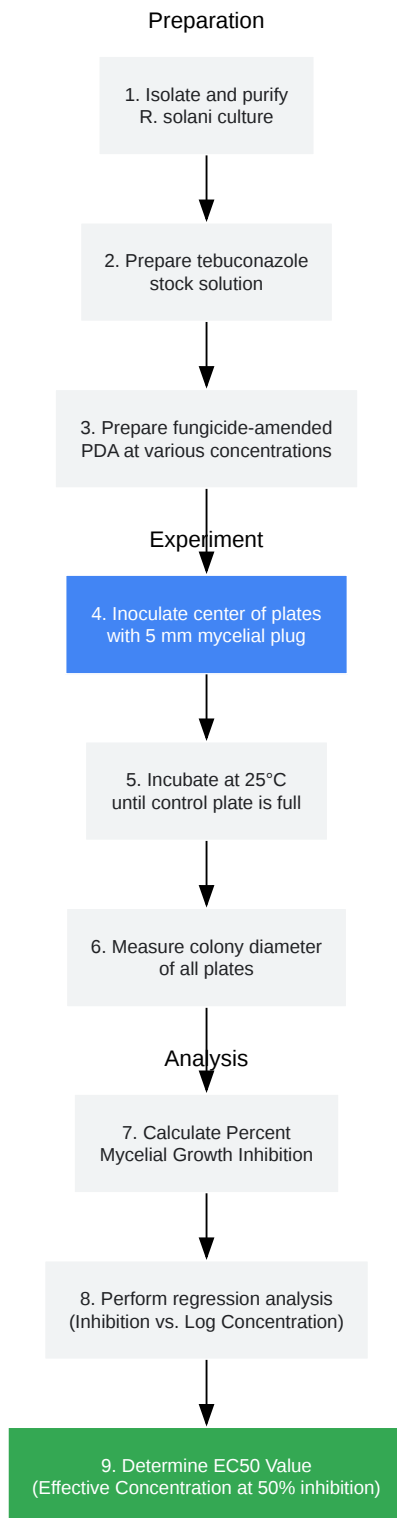 Preparation
1. Isolate and purify
R. solani culture
2. Prepare tebuconazole
stock solution
3. Prepare fungicide-amended
PDA at various concentrations
Experiment
4. Inoculate center of plates
with 5 mm mycelial plug
5. Incubate at 25°C
until control plate is full
6. Measure colony diameter
of all plates
Analysis
7. Calculate Percent
Mycelial Growth Inhibition
8. Perform regression analysis
(Inhibition vs. Log Concentration)
9. Determine EC50 Value
(Effective Concentration at 50% inhibition)